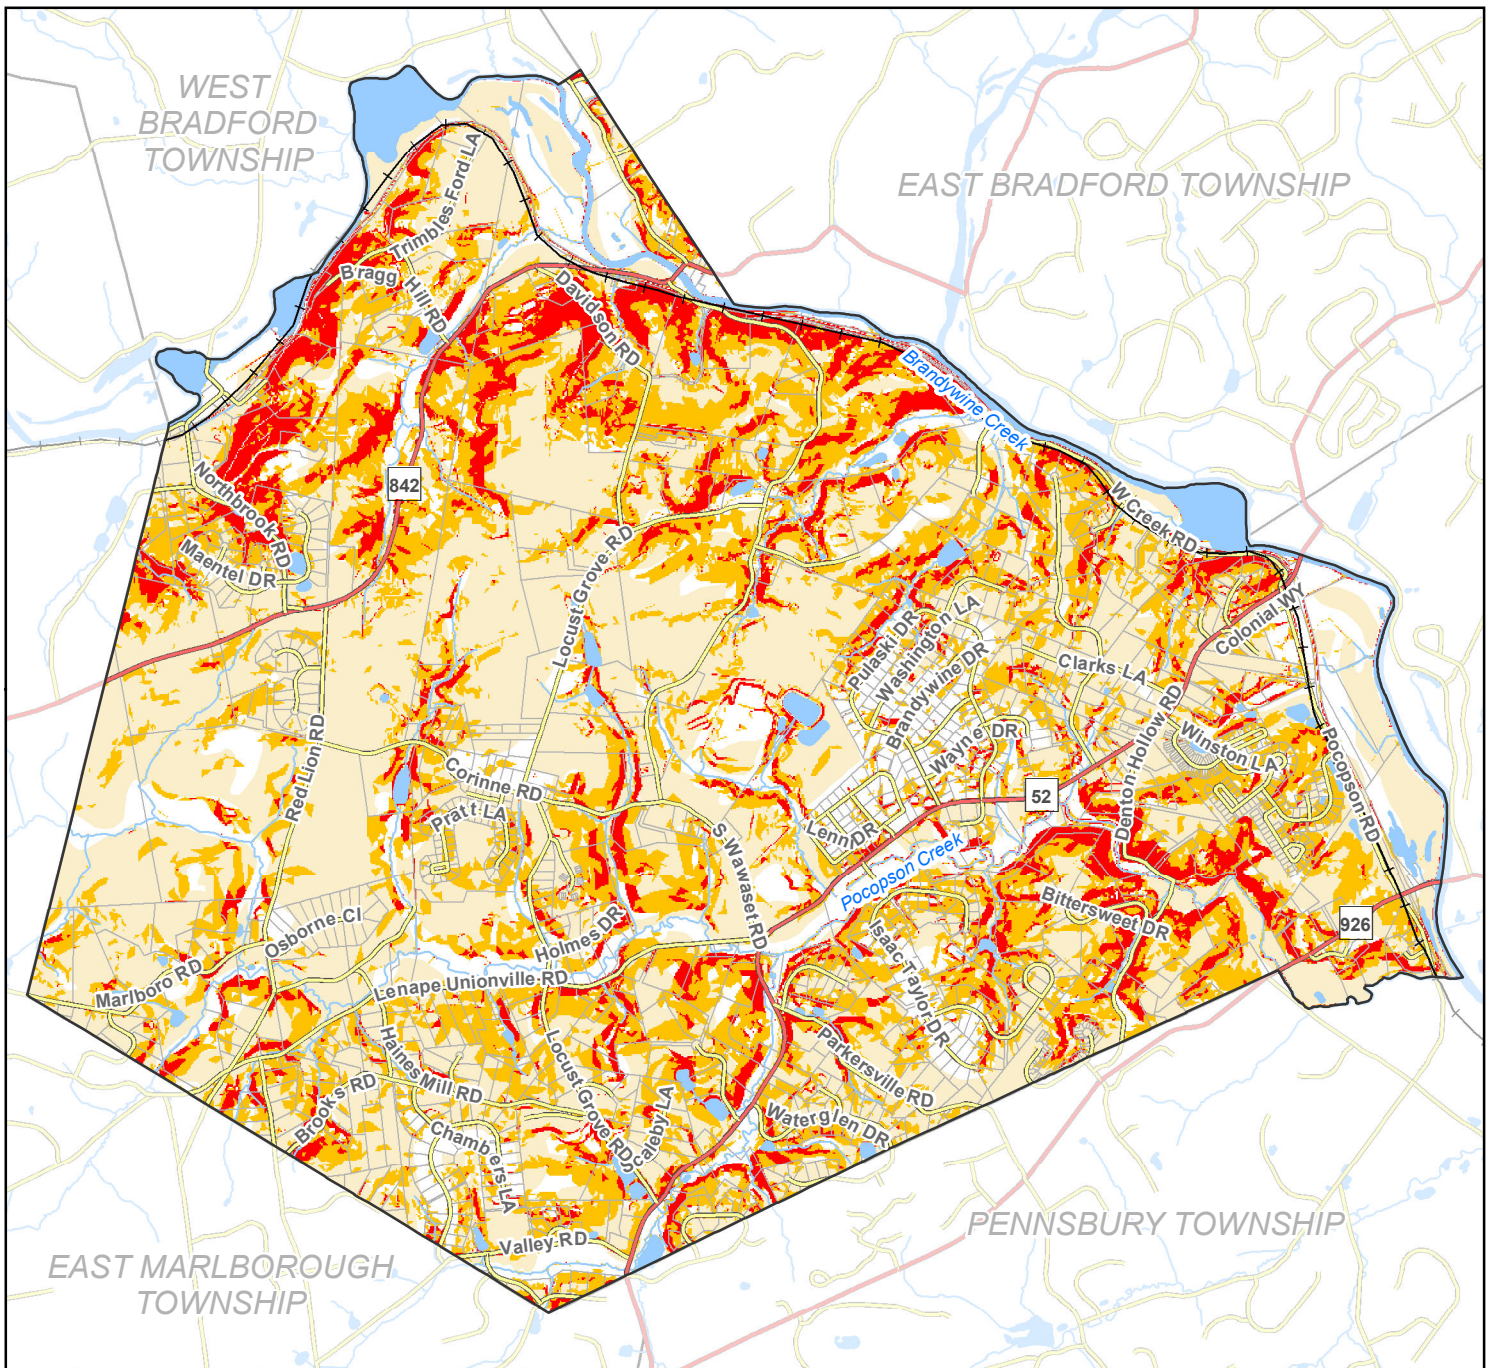 WEST
BRADFORD
TOWNSHIP
EAST BRADFORD TOWNSHIP
Trimbles Ford LA
Bragg Hill RD
Davidson RD
Brandywine Creek
842
Northbrook RD
W Creek RD
Maentel DR
Locust Grove RD
Colonial WY
Pulaski DR
Washington LA
Brandywine DR
Clarks LA
Red Lion RD
Wayne DR
Denton Hollow RD
Winston LA
Pocopson RD
Corinne RD
52
Pratt LA
Lenn DR
S Wawaset RD
Pocopson Creek
Bittersweet DR
926
Osborne CI
Holmes DR
Isaac Taylor DR
Marlboro RD
Lenape Unionville RD
Haines Mill RD
Locust Grove RD
Parkersville RD
Brooks RD
Scaleby LA
Waterglen DR
Chambers LA
PENNSBURY TOWNSHIP
Valley RD
EAST MARLBOROUGH
TOWNSHIP